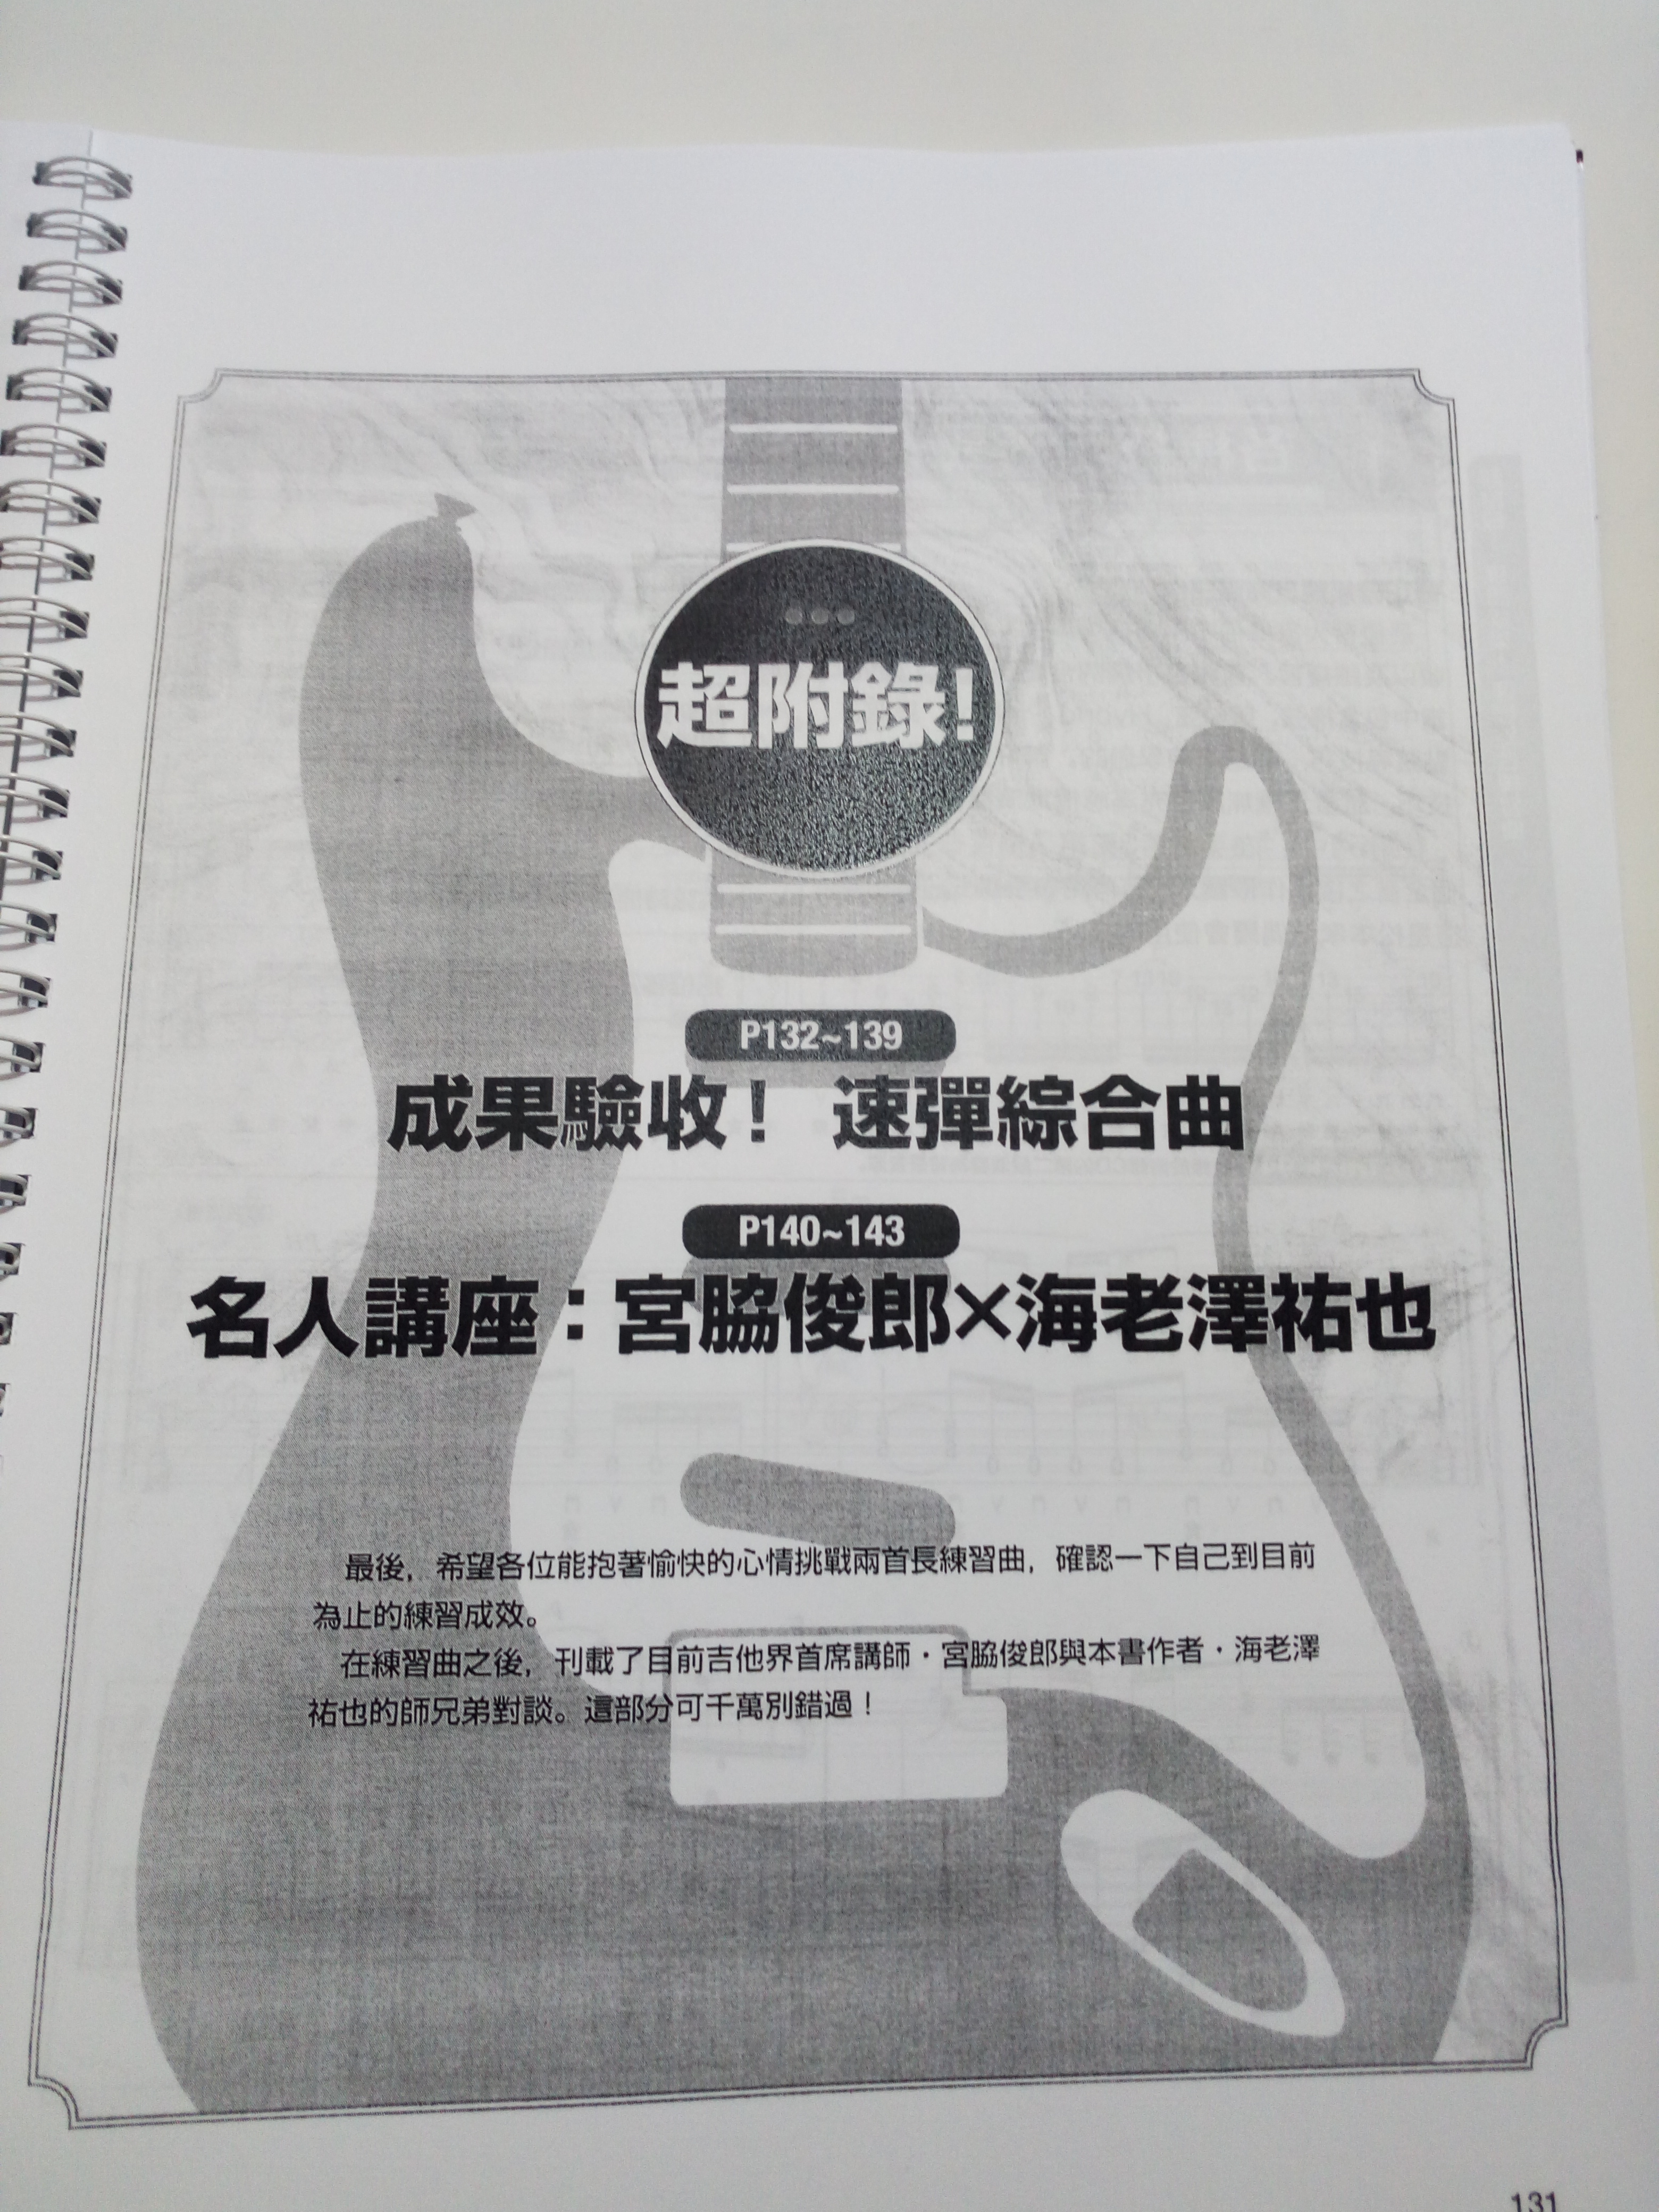 超附錄!
P132~139
成果驗收！ 速彈綜合曲
P140~143
名人講座：宮脇俊郎×海老澤祐也
最後，希望各位能抱著愉快的心情挑戰兩首長練習曲，確認一下自己到目前
為止的練習成效。
在練習曲之後，刊載了目前吉他界首席講師・宮脇俊郎與本書作者・海老澤
祐也的師兄弟對談。這部分可千萬別錯過！
131